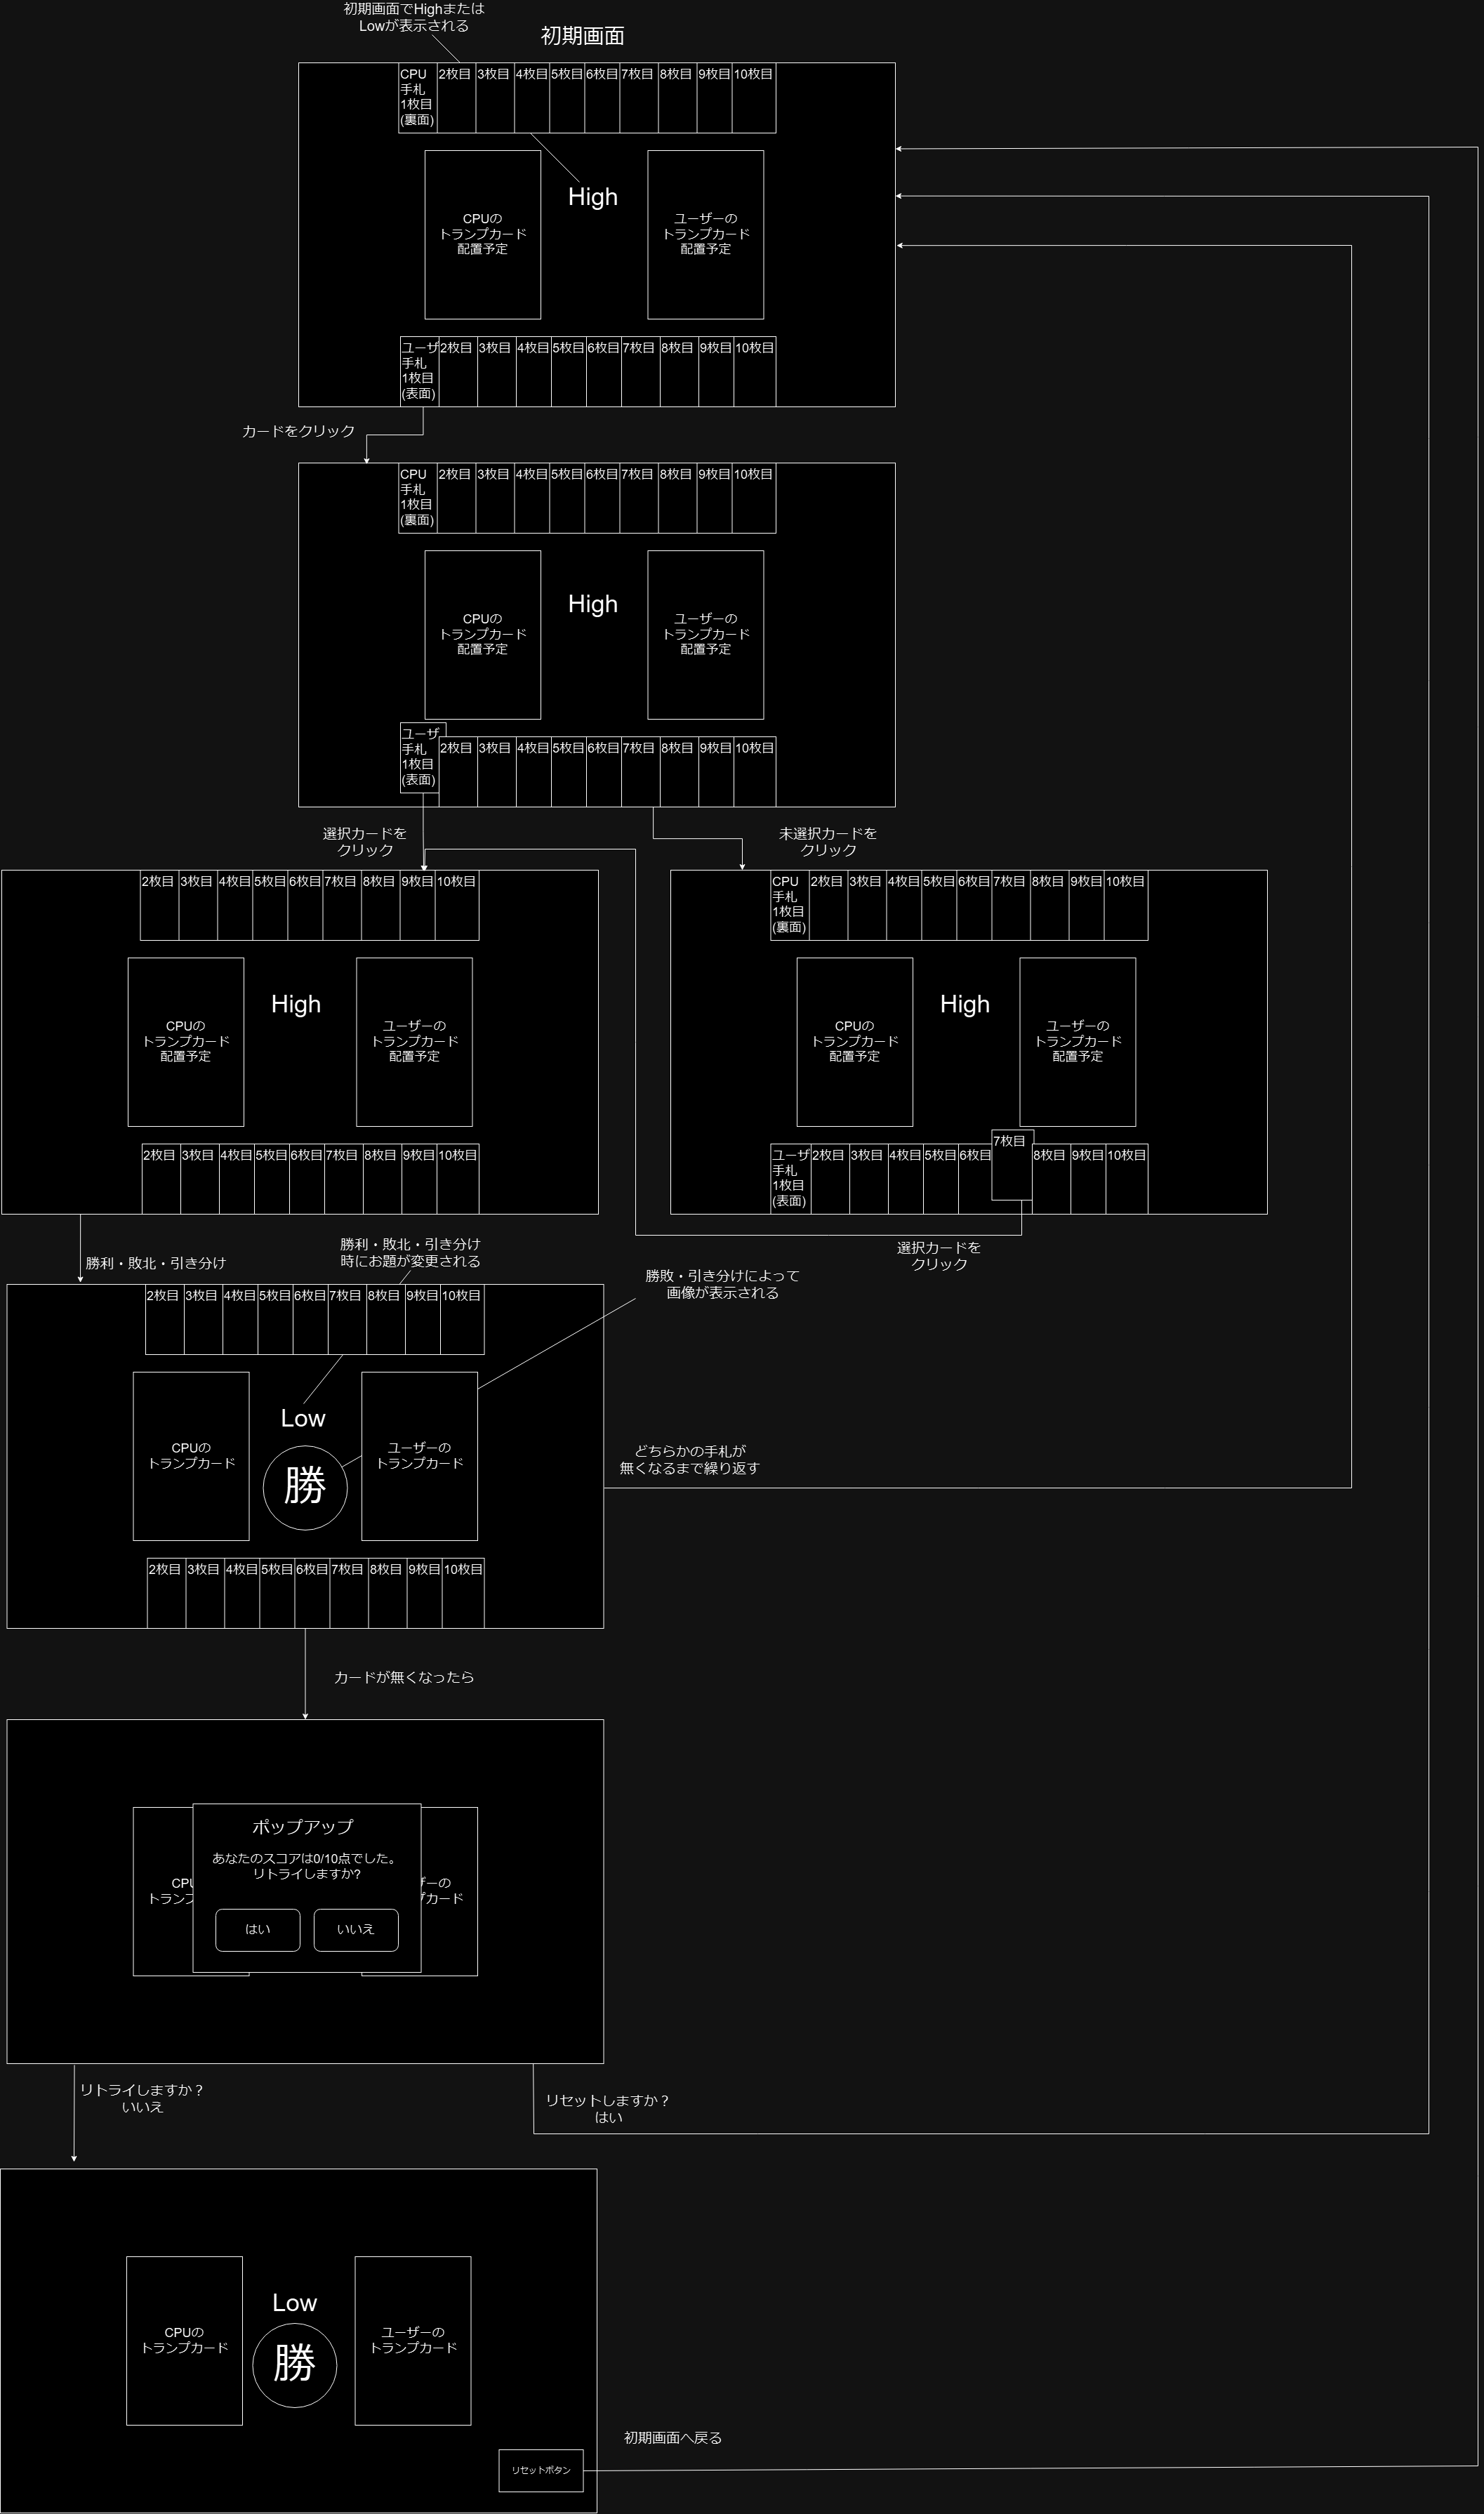 初期画面でHighまたは
Lowが表示される
初期画面
CPU
手札
1枚目
(裏面)
2枚目
3枚目
4枚目
5枚目
6枚目
7枚目
8枚目
9枚目
10枚目
High
CPUの
トランプカード
配置予定
ユーザーの
トランプカード
配置予定
ユーザ
手札
1枚目
(表面)
2枚目
3枚目
4枚目
5枚目
6枚目
7枚目
8枚目
9枚目
10枚目
カードをクリック
CPU
手札
1枚目
(裏面)
2枚目
3枚目
4枚目
5枚目
6枚目
7枚目
8枚目
9枚目
10枚目
High
CPUの
トランプカード
配置予定
ユーザーの
トランプカード
配置予定
ユーザ
手札
1枚目
(表面)
2枚目
3枚目
4枚目
5枚目
6枚目
7枚目
8枚目
9枚目
10枚目
選択カードを
クリック
未選択カードを
クリック
2枚目
3枚目
4枚目
5枚目
6枚目
7枚目
8枚目
9枚目
10枚目
High
CPUの
トランプカード
配置予定
ユーザーの
トランプカード
配置予定
2枚目
3枚目
4枚目
5枚目
6枚目
7枚目
8枚目
9枚目
10枚目
CPU
手札
1枚目
(裏面)
2枚目
3枚目
4枚目
5枚目
6枚目
7枚目
8枚目
9枚目
10枚目
High
CPUの
トランプカード
配置予定
ユーザーの
トランプカード
配置予定
ユーザ
手札
1枚目
(表面)
2枚目
3枚目
4枚目
5枚目
6枚目
7枚目
8枚目
9枚目
10枚目
選択カードを
クリック
勝利・敗北・引き分け
勝利・敗北・引き分け
時にお題が変更される
勝敗・引き分けによって
画像が表示される
2枚目
3枚目
4枚目
5枚目
6枚目
7枚目
8枚目
9枚目
10枚目
Low
勝
CPUの
トランプカード
ユーザーの
トランプカード
2枚目
3枚目
4枚目
5枚目
6枚目
7枚目
8枚目
9枚目
10枚目
どちらかの手札が
無くなるまで繰り返す
カードが無くなったら
CPU
トランプ
ザーの
プカード
ポップアップ
あなたのスコアは0/10点でした。
リトライしますか?
はい
いいえ
リトライしますか？
いいえ
リセットしますか？
はい
Low
勝
CPUの
トランプカード
ユーザーの
トランプカード
リセットボタン
初期画面へ戻る